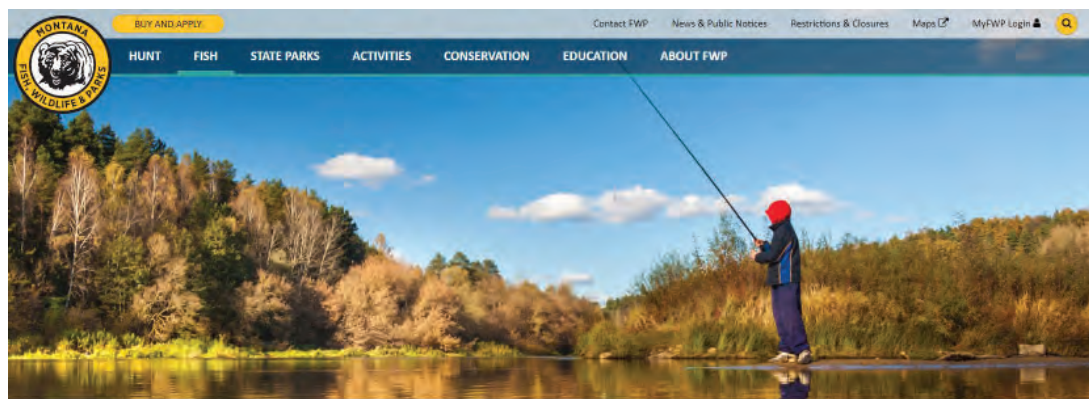 MONTANA
FISH, WILDLIFE & PARKS
BUY AND APPLY
Contact FWP
News & Public Notices
Restrictions & Closures
Maps
MyFWP Login
HUNT
FISH
STATE PARKS
ACTIVITIES
CONSERVATION
EDUCATION
ABOUT FWP